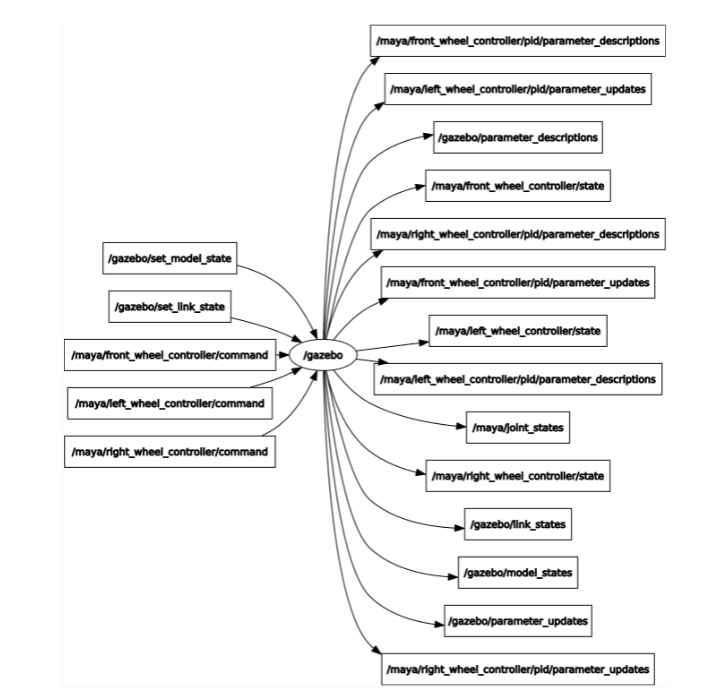 /maya/front_wheel_controller/pid/parameter_descriptions
/maya/left_wheel_controller/pid/parameter_updates
/gazebo/parameter_descriptions
/maya/front_wheel_controller/state
/maya/right_wheel_controller/pid/parameter_descriptions
/gazebo/set_model_state
/maya/front_wheel_controller/pid/parameter_updates
/gazebo/set_link_state
/maya/left_wheel_controller/state
/maya/front_wheel_controller/command
/gazebo
/maya/left_wheel_controller/pid/parameter_descriptions
/maya/left_wheel_controller/command
/maya/joint_states
/maya/right_wheel_controller/command
/maya/right_wheel_controller/state
/gazebo/link_states
/gazebo/model_states
/gazebo/parameter_updates
/maya/right_wheel_controller/pid/parameter_updates